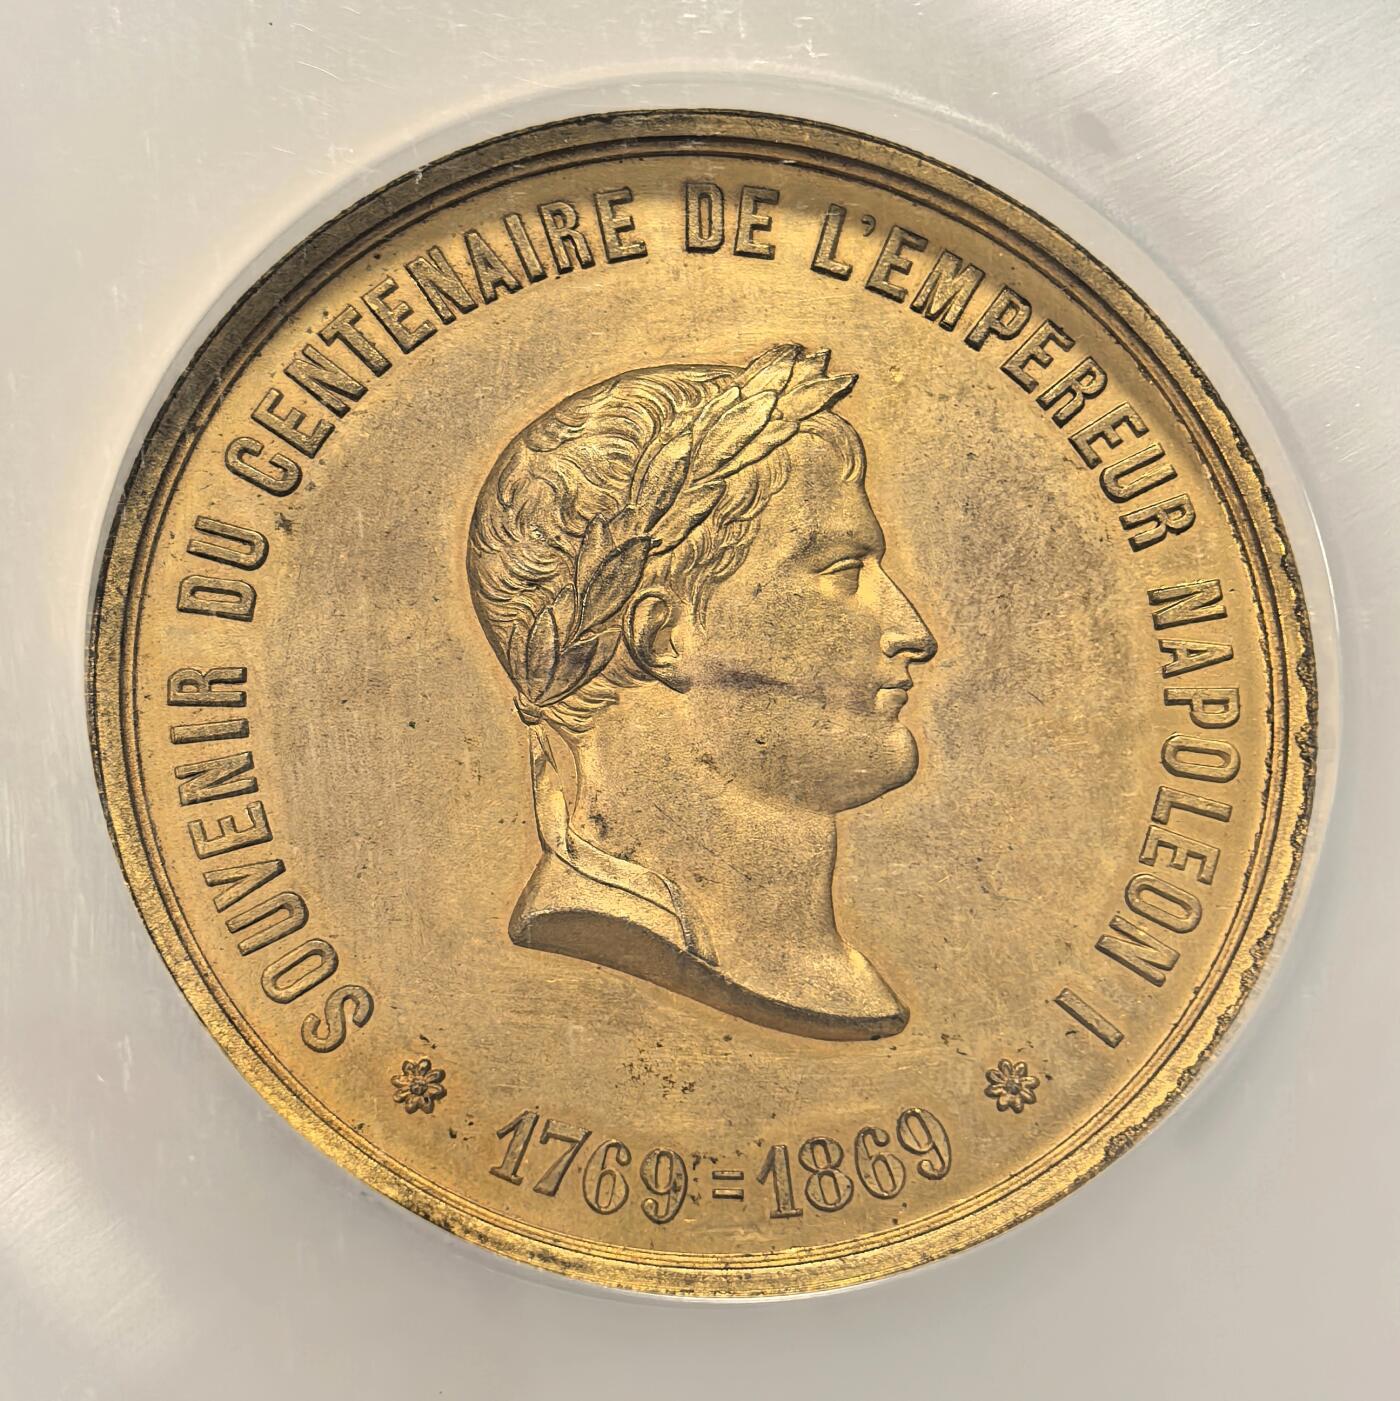 SOUVENIR DU CENTENAIRE DE L'EMPEREUR NAPOLEON I
1769=1869